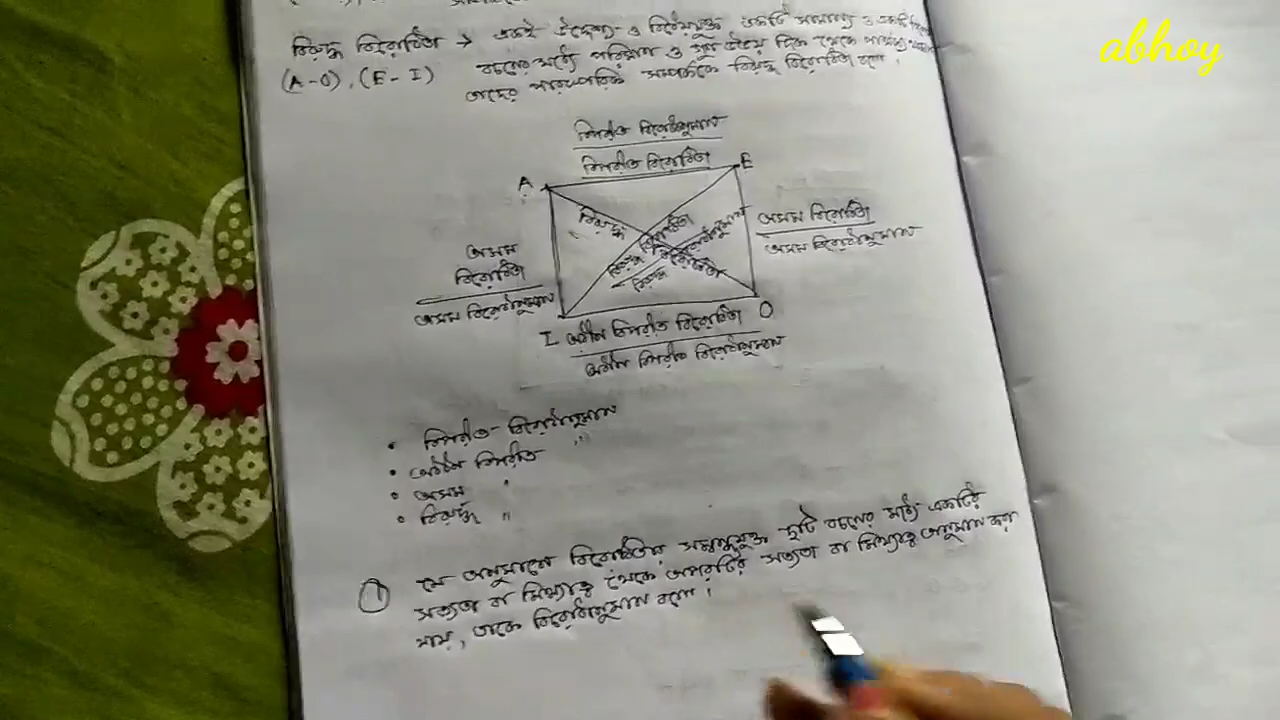 abhoy
বিরুদ্ধ বিরোধিতা → একই উদ্দেশ্য ও বিধেয়যুক্ত একটি সামান্য ও একটি
(A-O), (E-I) বচনের মধ্যে পরিমাণ ও গুণ উভয় দিক থেকে পার্থক্য
তাদের পারস্পরিক সম্পর্ককে বিরুদ্ধ বিরোধিতা বলে।
বিপরীত বিরোধানুমান
বিপরীত বিরোধিতা
A
E
বিরুদ্ধ
বিরুদ্ধ বিরোধিতা
বিরুদ্ধ বিরোধানুমান
বিরোধিতা
অসম
বিরোধিতা
অসম বিরোধানুমান
অসম বিরোধিতা
অসম বিরোধানুমান
I
O
অধীন বিপরীত বিরোধিতা
অধীন বিপরীত বিরোধানুমান
• বিপরীত বিরোধানুমান
• অধীন বিপরীত "
• অসম "
• বিরুদ্ধ "
① যে অনুমানে বিরোধিতার সম্বন্ধযুক্ত দুটি বচনের মধ্যে একটির
সত্যতা বা মিথ্যাত্ব থেকে অপরটির সত্যতা বা মিথ্যাত্ব অনুমান করা
যায়, তাকে বিরোধানুমান বলে।